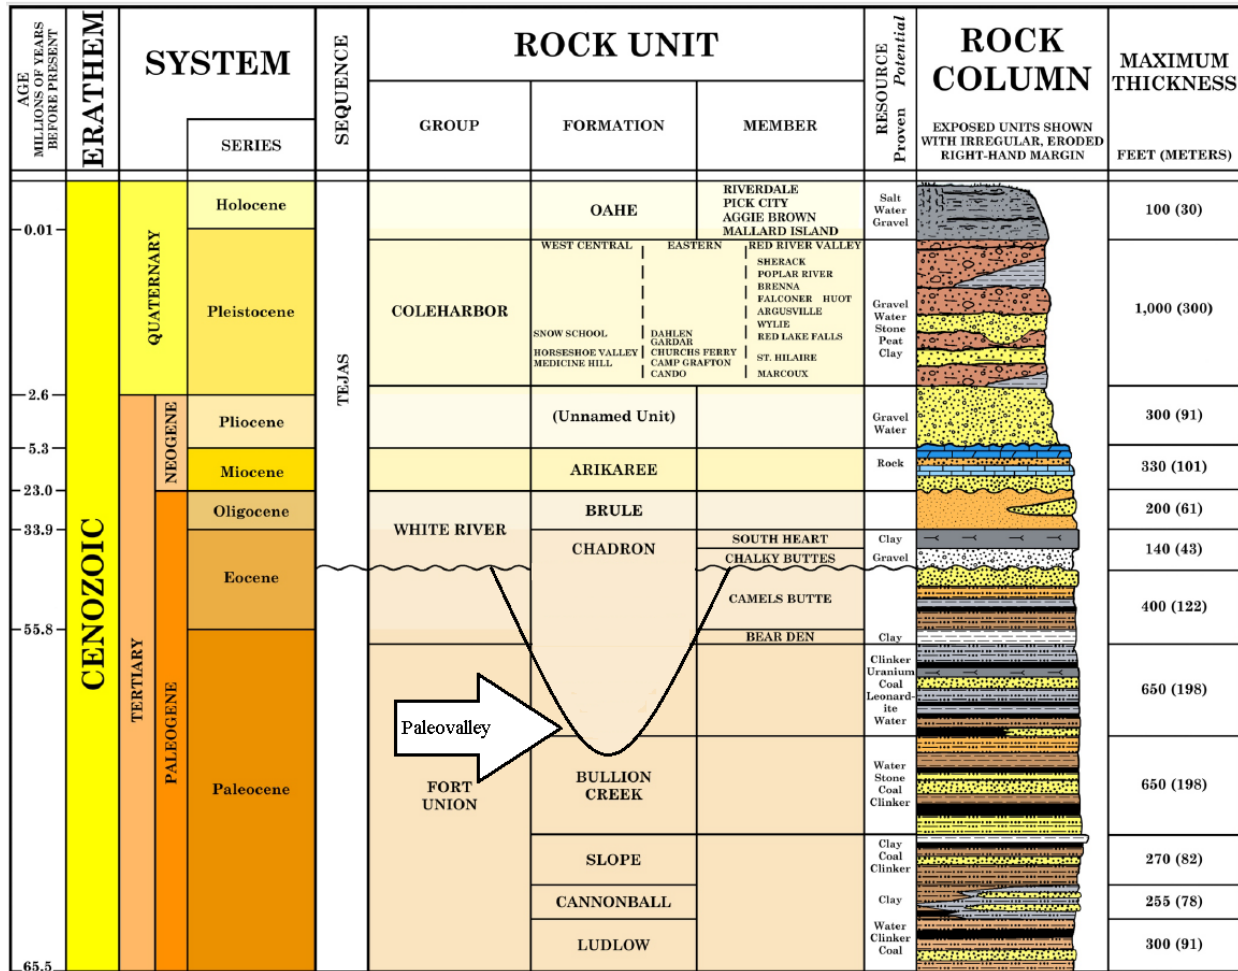 AGE
MILLIONS OF YEARS
BEFORE PRESENT
ERATHEM
SYSTEM
SERIES
SEQUENCE
ROCK UNIT
GROUP
FORMATION
MEMBER
RESOURCE
Proven Potential
ROCK
COLUMN
EXPOSED UNITS SHOWN
WITH IRREGULAR, ERODED
RIGHT-HAND MARGIN
MAXIMUM
THICKNESS
FEET (METERS)
0.01
2.6
5.3
23.0
33.9
55.8
65.5
CENOZOIC
QUATERNARY
TERTIARY
NEOGENE
PALEOGENE
Holocene
Pleistocene
Pliocene
Miocene
Oligocene
Eocene
Paleocene
TEJAS
OAHE
RIVERDALE
PICK CITY
AGGIE BROWN
MALLARD ISLAND
Salt
Water
Gravel
100 (30)
COLEHARBOR
WEST CENTRAL
SNOW SCHOOL
HORSESHOE VALLEY
MEDICINE HILL
EASTERN
DAHLEN
GARDAR
CHURCHS FERRY
CAMP GRAFTON
CANDO
RED RIVER VALLEY
SHERACK
POPLAR RIVER
BRENNA
FALCONER HUOT
ARGUSVILLE
WYLIE
RED LAKE FALLS
ST. HILAIRE
MARCOUX
Gravel
Water
Stone
Peat
Clay
1,000 (300)
(Unnamed Unit)
Gravel
Water
300 (91)
ARIKAREE
Rock
330 (101)
WHITE RIVER
BRULE
200 (61)
CHADRON
SOUTH HEART
Clay
CHALKY BUTTES
Gravel
140 (43)
CAMELS BUTTE
400 (122)
BEAR DEN
Clay
Clinker
Uranium
Coal
Leonard-
ite
Water
650 (198)
Paleovalley
FORT
UNION
BULLION
CREEK
Water
Stone
Coal
Clinker
650 (198)
SLOPE
Clay
Coal
Clinker
270 (82)
CANNONBALL
Clay
255 (78)
LUDLOW
Water
Clinker
Coal
300 (91)